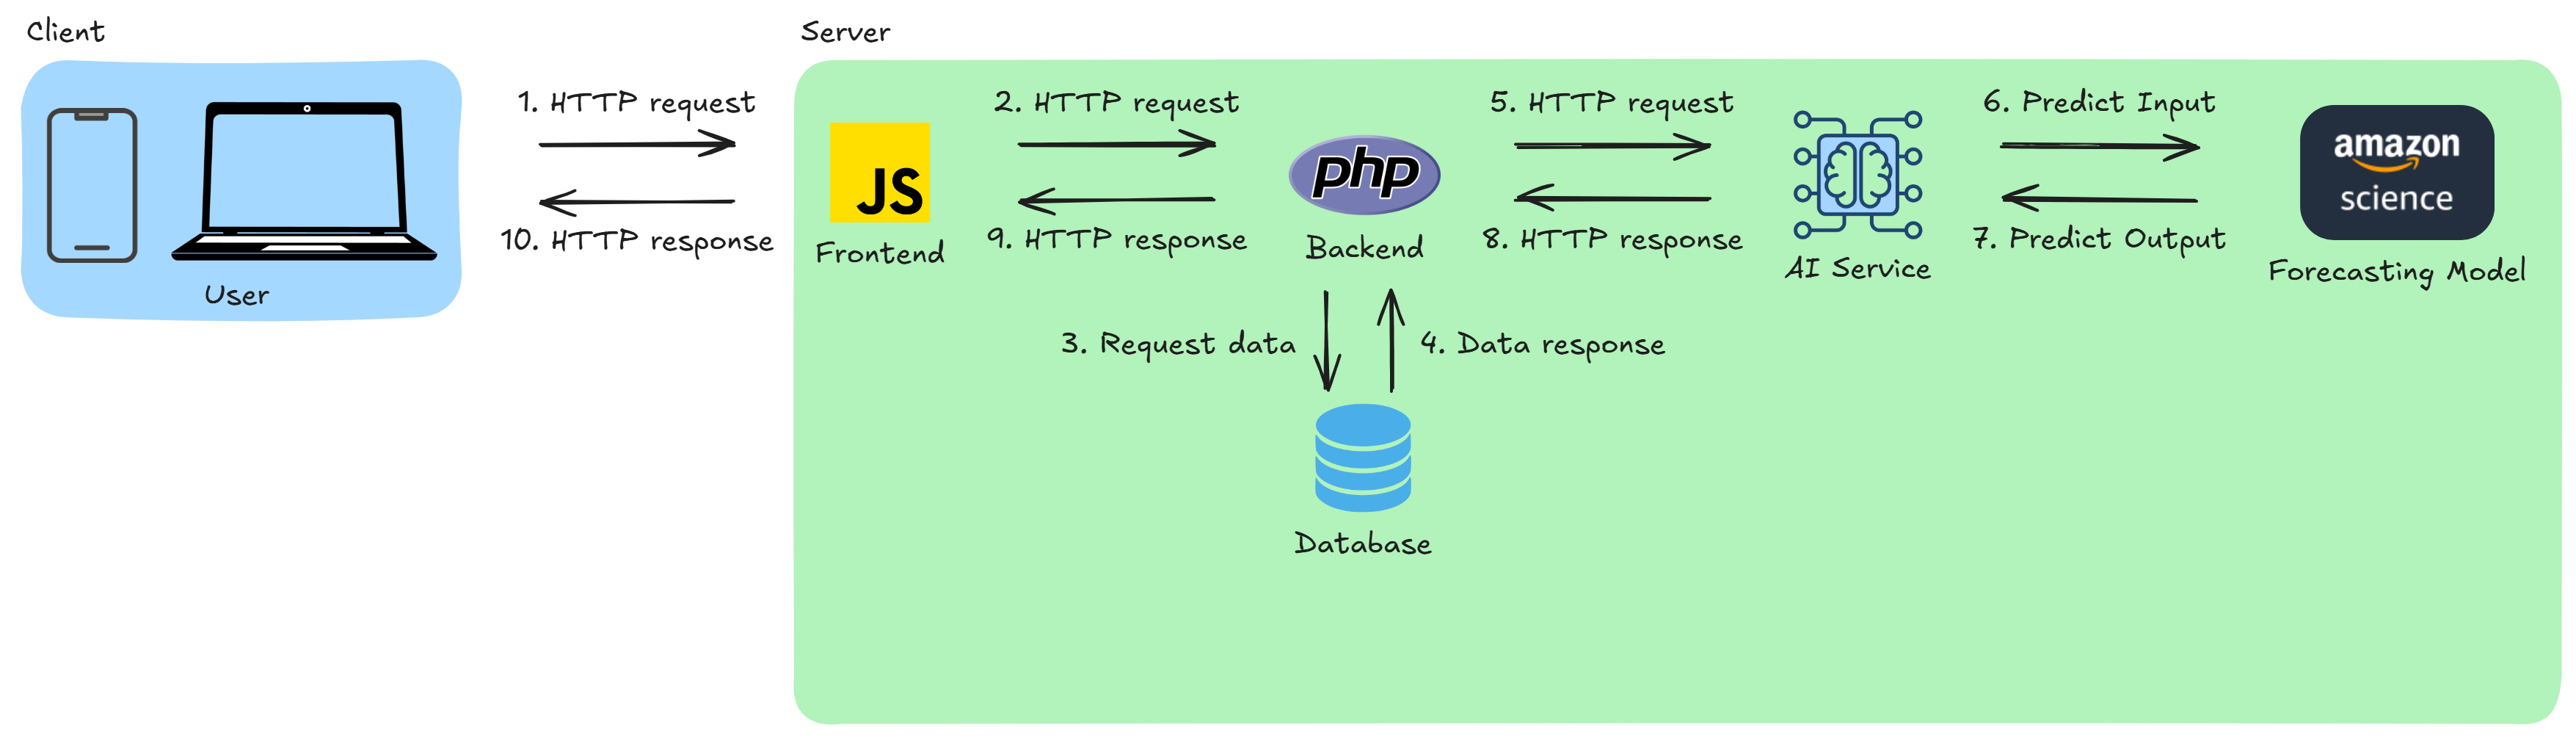 Client
Server
1. HTTP request
2. HTTP request
5. HTTP request
6. Predict Input
JS
php
amazon
science
10. HTTP response
9. HTTP response
8. HTTP response
7. Predict Output
Frontend
Backend
AI Service
Forecasting Model
User
3. Request data
4. Data response
Database